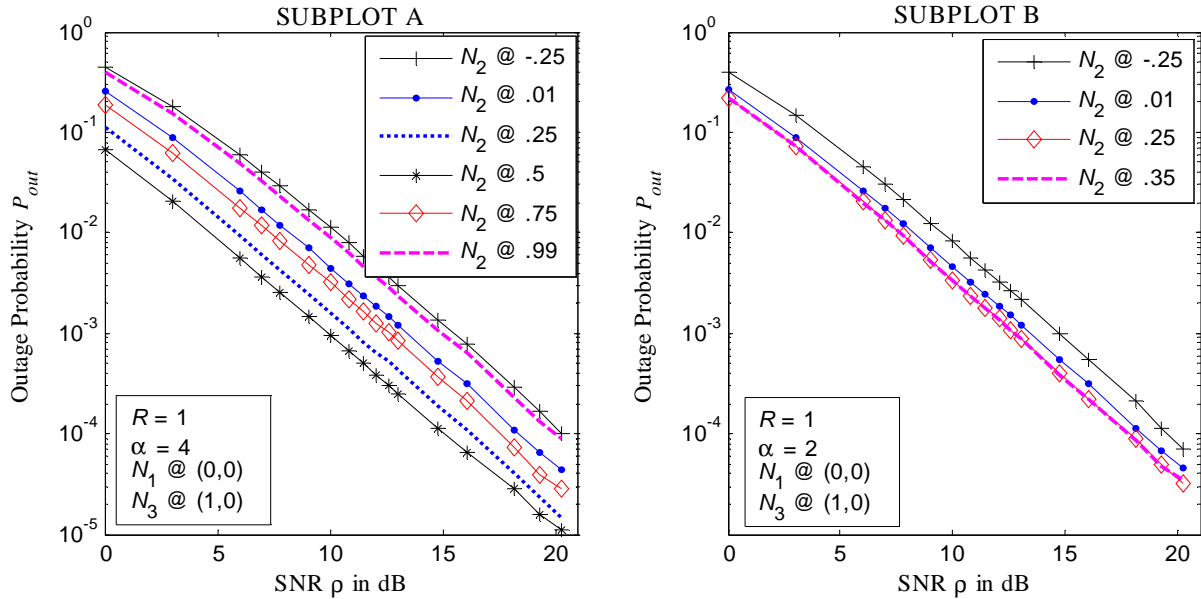 SUBPLOT A
10^0
10^-1
10^-2
10^-3
10^-4
10^-5
Outage Probability P_out
0
5
10
15
20
SNR ρ in dB
N_2 @ -.25
N_2 @ .01
N_2 @ .25
N_2 @ .5
N_2 @ .75
N_2 @ .99
R = 1
α = 4
N_1 @ (0,0)
N_3 @ (1,0)
SUBPLOT B
10^0
10^-1
10^-2
10^-3
10^-4
10^-5
Outage Probability P_out
0
5
10
15
20
SNR ρ in dB
N_2 @ -.25
N_2 @ .01
N_2 @ .25
N_2 @ .35
R = 1
α = 2
N_1 @ (0,0)
N_3 @ (1,0)